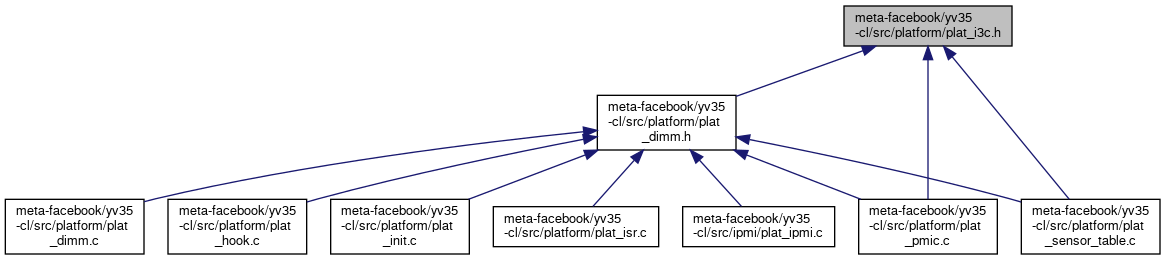 meta-facebook/yv35
-cl/src/platform/plat_i3c.h
meta-facebook/yv35
-cl/src/platform/plat
_dimm.h
meta-facebook/yv35
-cl/src/platform/plat
_dimm.c
meta-facebook/yv35
-cl/src/platform/plat
_hook.c
meta-facebook/yv35
-cl/src/platform/plat
_init.c
meta-facebook/yv35
-cl/src/platform/plat_isr.c
meta-facebook/yv35
-cl/src/ipmi/plat_ipmi.c
meta-facebook/yv35
-cl/src/platform/plat
_pmic.c
meta-facebook/yv35
-cl/src/platform/plat
_sensor_table.c